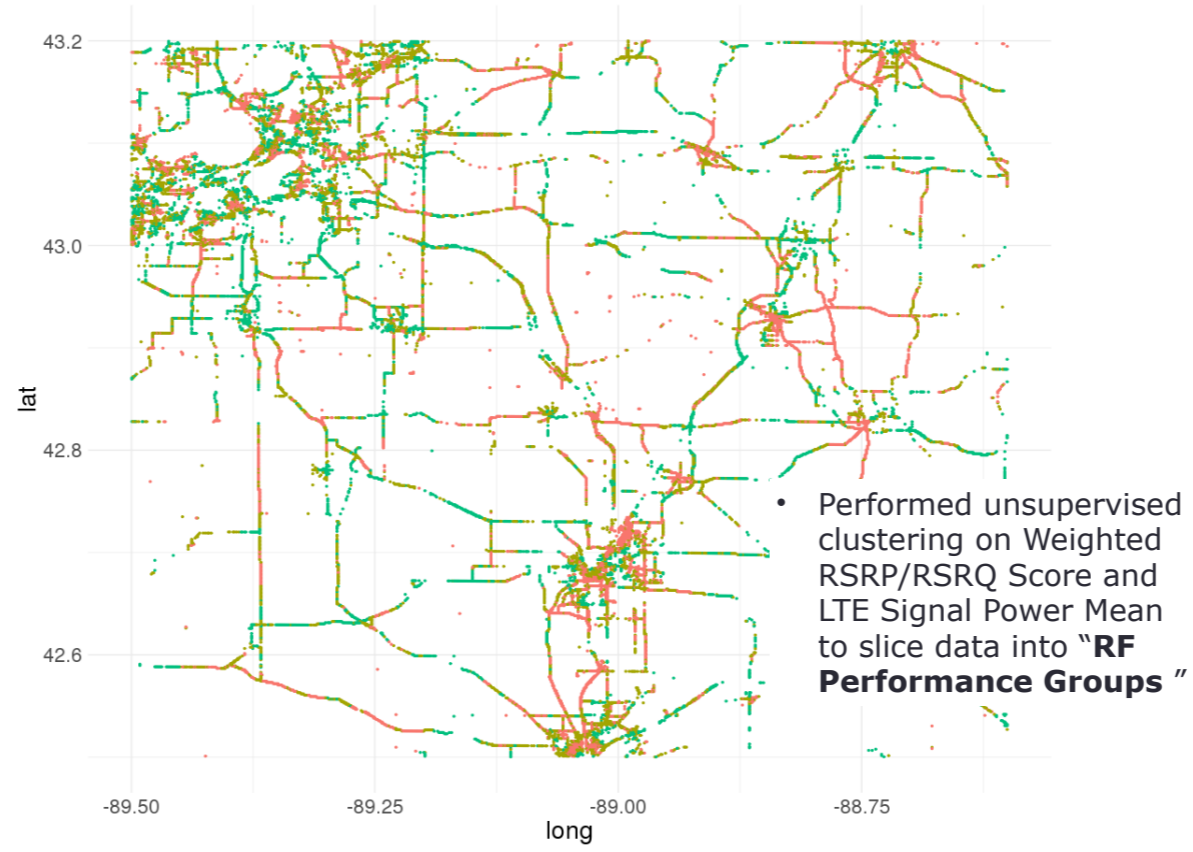 43.2
43.0
42.8
42.6
lat
-89.50
-89.25
-89.00
-88.75
long
• Performed unsupervised
clustering on Weighted
RSRP/RSRQ Score and
LTE Signal Power Mean
to slice data into “RF
Performance Groups ”